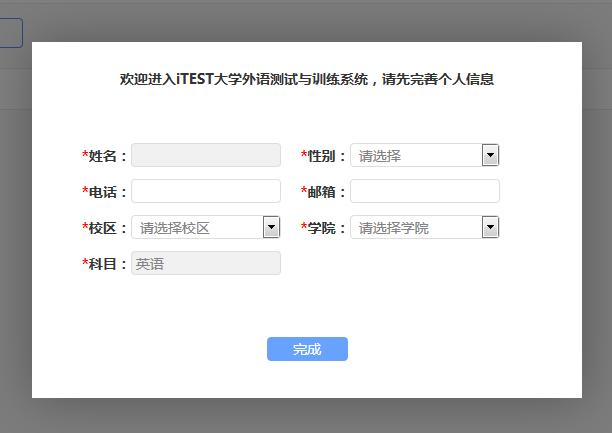 欢迎进入iTEST大学外语测试与训练系统，请先完善个人信息
*姓名： *性别： 请选择
*电话： *邮箱：
*校区： 请选择校区 *学院： 请选择学院
*科目： 英语
完成